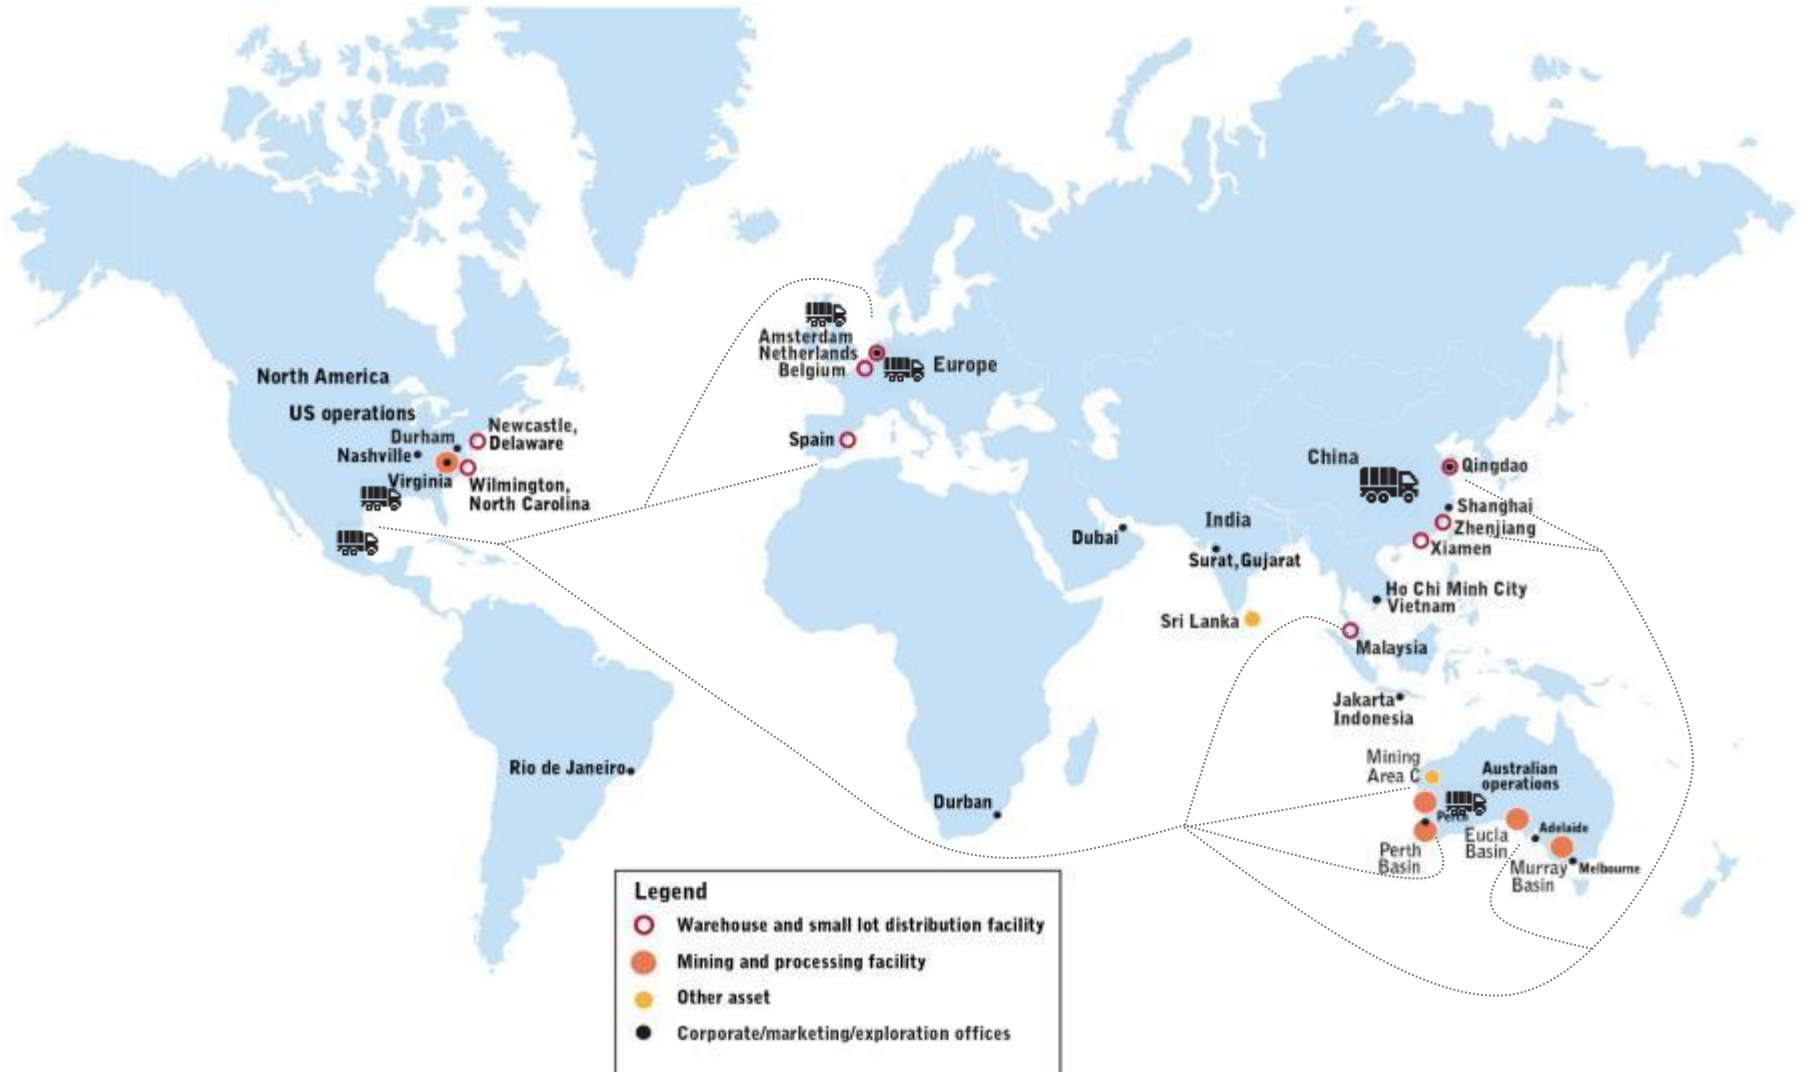 North America
US operations
Durham
Nashville
Virginia
Newcastle,
Delaware
Wilmington,
North Carolina
Rio de Janeiro
Amsterdam
Netherlands
Belgium
Europe
Spain
Dubai
India
Surat,Gujarat
Sri Lanka
China
Qingdao
Shanghai
Zhenjiang
Xiamen
Ho Chi Minh City
Vietnam
Malaysia
Jakarta
Indonesia
Durban
Mining
Area C
Australian
operations
Perth
Perth
Basin
Eucla
Basin
Adelaide
Murray
Basin
Melbourne
Legend
Warehouse and small lot distribution facility
Mining and processing facility
Other asset
Corporate/marketing/exploration offices